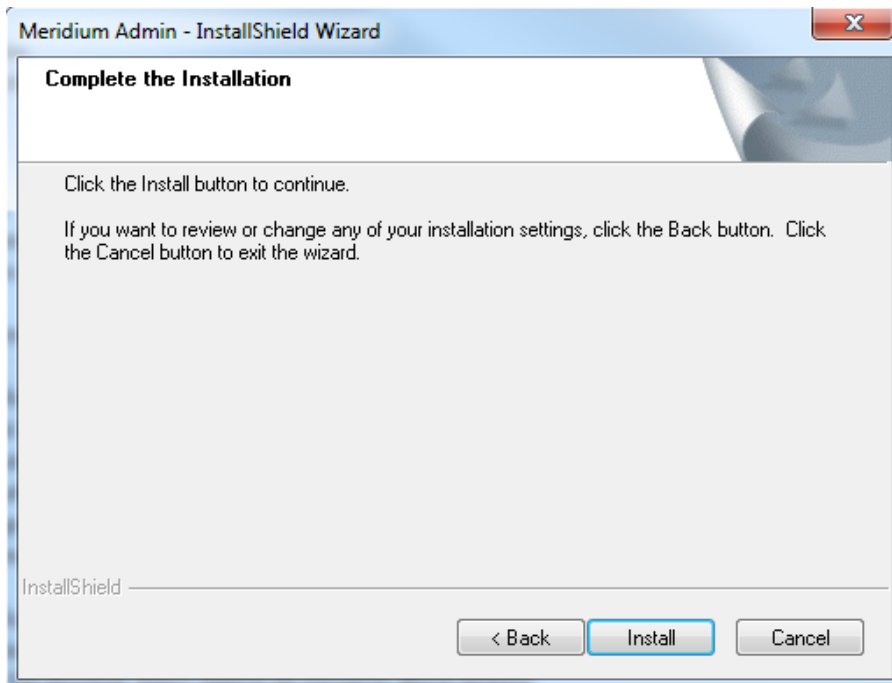 Meridium Admin - InstallShield Wizard
Complete the Installation
Click the Install button to continue.
If you want to review or change any of your installation settings, click the Back button.  Click
the Cancel button to exit the wizard.
InstallShield
< Back
Install
Cancel